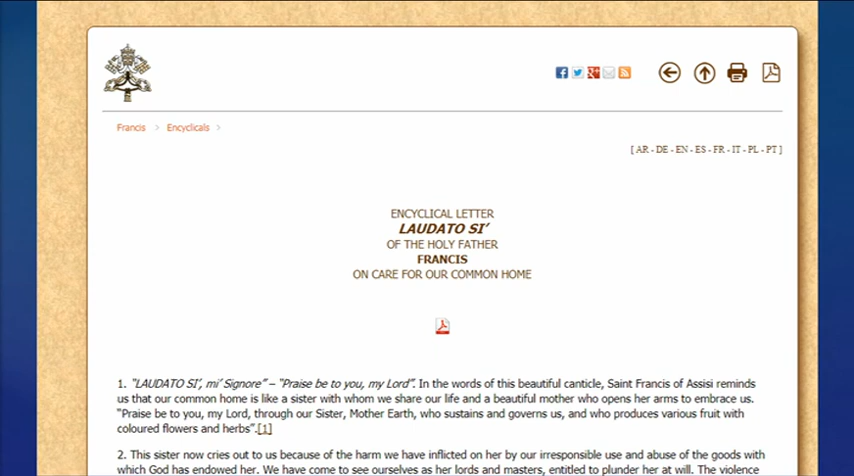 Francis > Encyclicals >
[ AR - DE - EN - ES - FR - IT - PL - PT ]
ENCYCLICAL LETTER
LAUDATO SI’
OF THE HOLY FATHER
FRANCIS
ON CARE FOR OUR COMMON HOME
1. “LAUDATO SI’, mi’ Signore” – “Praise be to you, my Lord”. In the words of this beautiful canticle, Saint Francis of Assisi reminds
us that our common home is like a sister with whom we share our life and a beautiful mother who opens her arms to embrace us.
“Praise be to you, my Lord, through our Sister, Mother Earth, who sustains and governs us, and who produces various fruit with
coloured flowers and herbs”.[1]
2. This sister now cries out to us because of the harm we have inflicted on her by our irresponsible use and abuse of the goods with
which God has endowed her. We have come to see ourselves as her lords and masters, entitled to plunder her at will. The violence